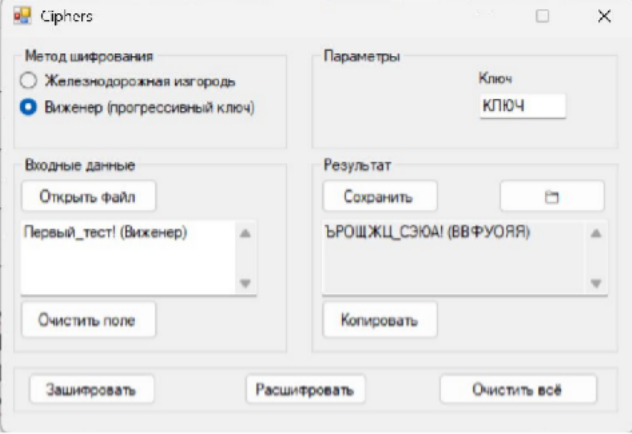 Ciphers
Метод шифрования
Железнодорожная изгородь
Виженер (прогрессивный ключ)
Параметры
Ключ
КЛЮЧ
Входные данные
Открыть файл
Первый_тест! (Виженер)
Очистить поле
Результат
Сохранить
ЪРОЩЖЦ_СЭЮА! (ВВФУОЯЯ)
Копировать
Зашифровать
Расшифровать
Очистить всё